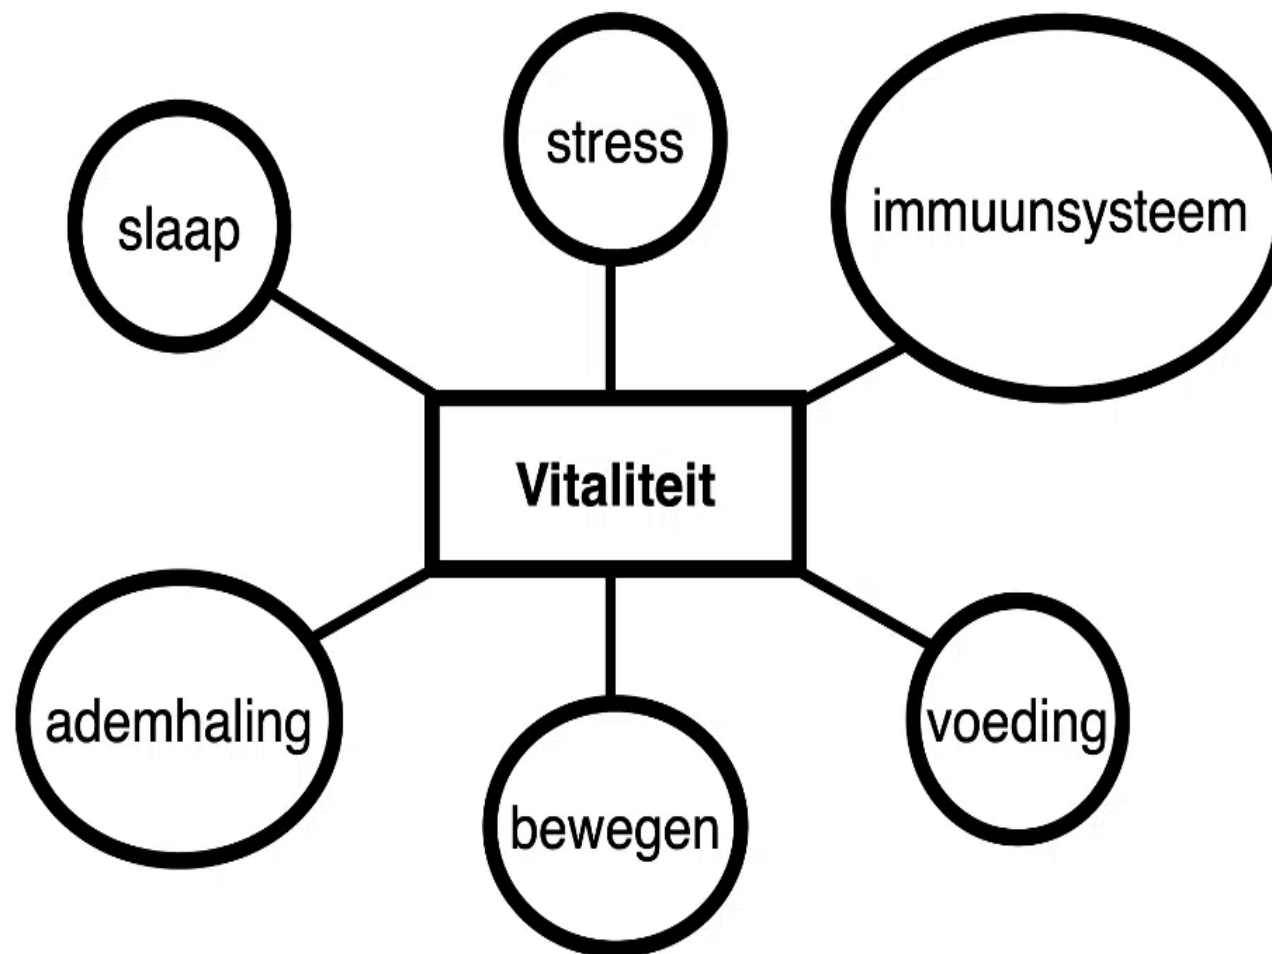 stress
slaap
immuunsysteem
Vitaliteit
ademhaling
bewegen
voeding